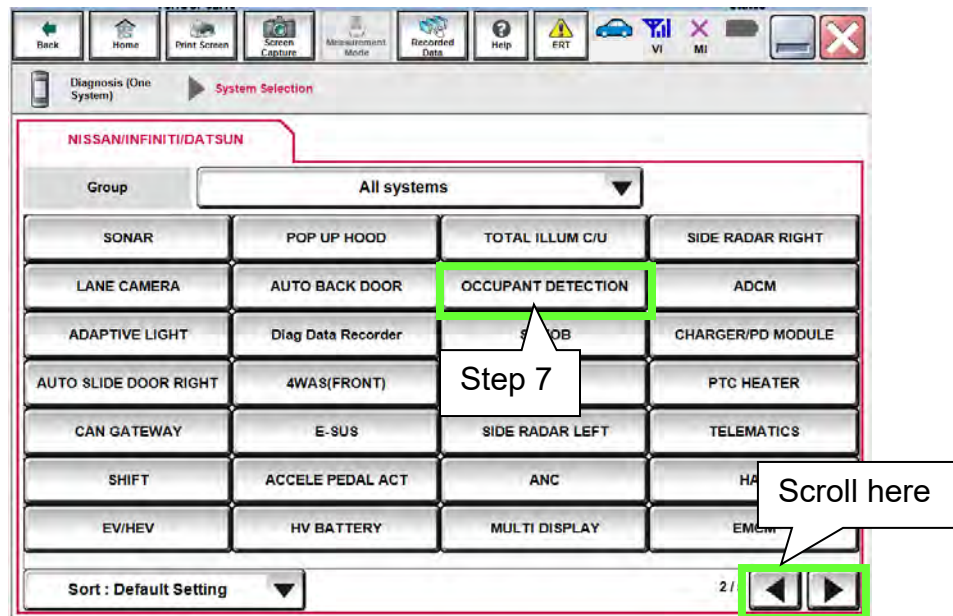 Back
Home
Print Screen
Screen
Capture
Measurement
Mode
Recorded
Data
Help
ERT
VI
MI
Diagnosis (One
System)
System Selection
NISSAN/INFINITI/DATSUN
Group
All systems
SONAR
POP UP HOOD
TOTAL ILLUM C/U
SIDE RADAR RIGHT
LANE CAMERA
AUTO BACK DOOR
OCCUPANT DETECTION
ADCM
ADAPTIVE LIGHT
Diag Data Recorder
CHARGER/PD MODULE
Step 7
AUTO SLIDE DOOR RIGHT
4WAS(FRONT)
PTC HEATER
CAN GATEWAY
E-SUS
SIDE RADAR LEFT
TELEMATICS
SHIFT
ACCELE PEDAL ACT
ANC
Scroll here
EV/HEV
HV BATTERY
MULTI DISPLAY
Sort : Default Setting
2/